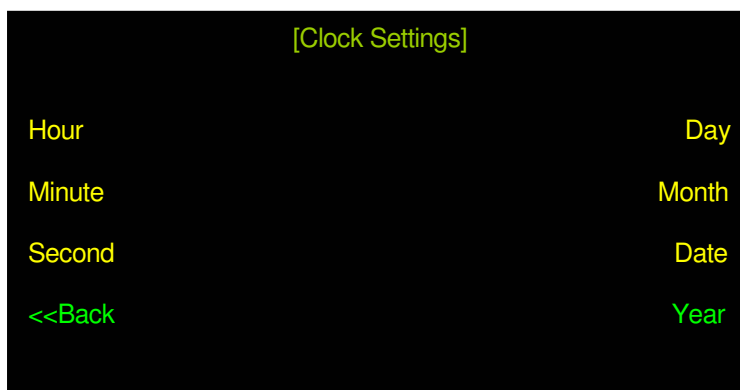 [Clock Settings]
Hour Day
Minute Month
Second Date
<<Back Year